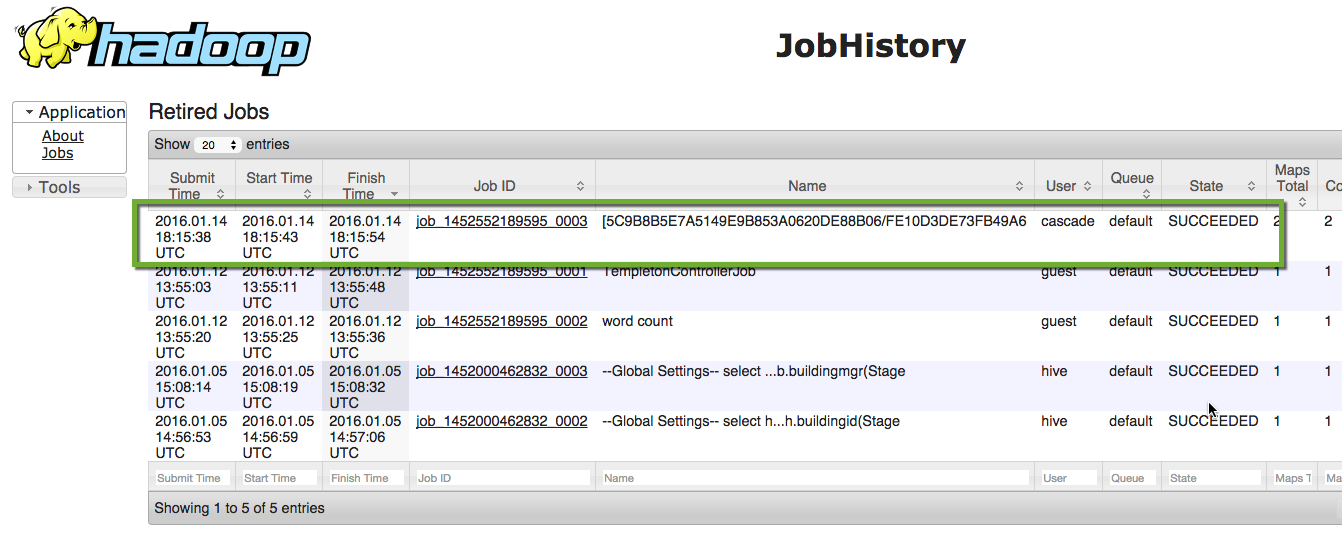 hadoop
JobHistory
Application
About
Jobs
Tools
Retired Jobs
Show 20 entries
Submit Time Start Time Finish Time Job ID Name User Queue State Maps Total Co
2016.01.14 2016.01.14 2016.01.14 job_1452552189595_0003 [5C9B8B5E7A5149E9B853A0620DE88B06/FE10D3DE73FB49A6 cascade default SUCCEEDED 2 2
18:15:38 18:15:43 18:15:54
UTC UTC UTC
2016.01.12 2016.01.12 2016.01.12 job_1452552189595_0001 TempletonControllerJob guest default SUCCEEDED 1 1
13:55:03 13:55:11 13:55:48
UTC UTC UTC
2016.01.12 2016.01.12 2016.01.12 job_1452552189595_0002 word count guest default SUCCEEDED 1 1
13:55:20 13:55:25 13:55:36
UTC UTC UTC
2016.01.05 2016.01.05 2016.01.05 job_1452000462832_0003 --Global Settings-- select ...b.buildingmgr(Stage hive default SUCCEEDED 1 1
15:08:14 15:08:19 15:08:32
UTC UTC UTC
2016.01.05 2016.01.05 2016.01.05 job_1452000462832_0002 --Global Settings-- select h...h.buildingid(Stage hive default SUCCEEDED 1 1
14:56:53 14:56:59 14:57:06
UTC UTC UTC
Submit Time Start Time Finish Time Job ID Name User Queue State Maps T Ma
Showing 1 to 5 of 5 entries